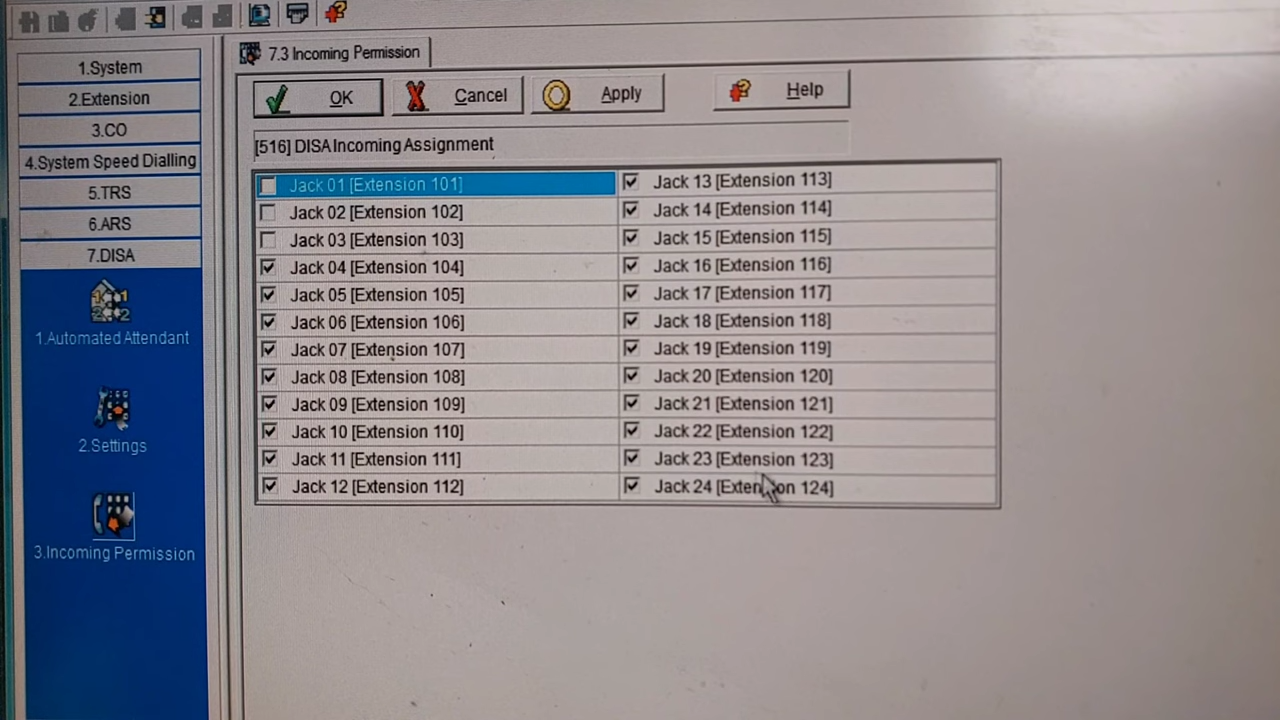 7.3 Incoming Permission
OK
Cancel
Apply
Help
[516] DISA Incoming Assignment
1.System
2.Extension
3.CO
4.System Speed Dialling
5.TRS
6.ARS
7.DISA
1.Automated Attendant
2.Settings
3.Incoming Permission
Jack 01 [Extension 101]
Jack 02 [Extension 102]
Jack 03 [Extension 103]
Jack 04 [Extension 104]
Jack 05 [Extension 105]
Jack 06 [Extension 106]
Jack 07 [Extension 107]
Jack 08 [Extension 108]
Jack 09 [Extension 109]
Jack 10 [Extension 110]
Jack 11 [Extension 111]
Jack 12 [Extension 112]
Jack 13 [Extension 113]
Jack 14 [Extension 114]
Jack 15 [Extension 115]
Jack 16 [Extension 116]
Jack 17 [Extension 117]
Jack 18 [Extension 118]
Jack 19 [Extension 119]
Jack 20 [Extension 120]
Jack 21 [Extension 121]
Jack 22 [Extension 122]
Jack 23 [Extension 123]
Jack 24 [Extension 124]